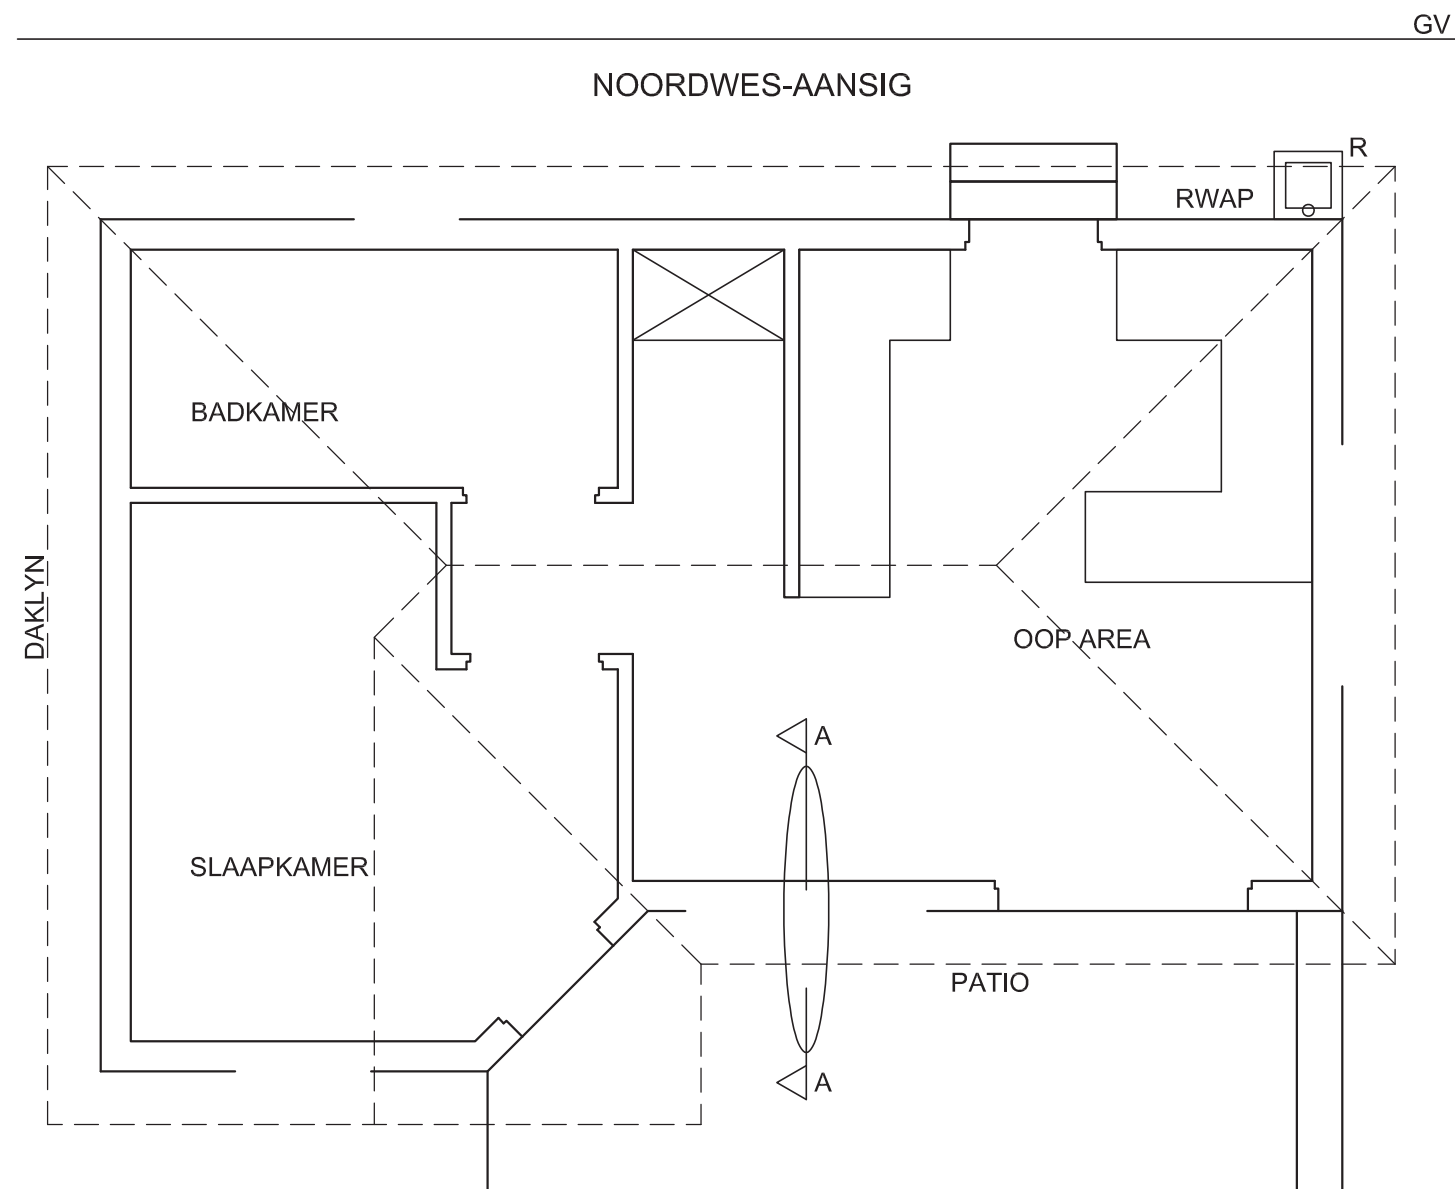 GV
NOORDWES-AANSIG
R
RWAP
BADKAMER
DAKLYN
OOP AREA
A
SLAAPKAMER
PATIO
A